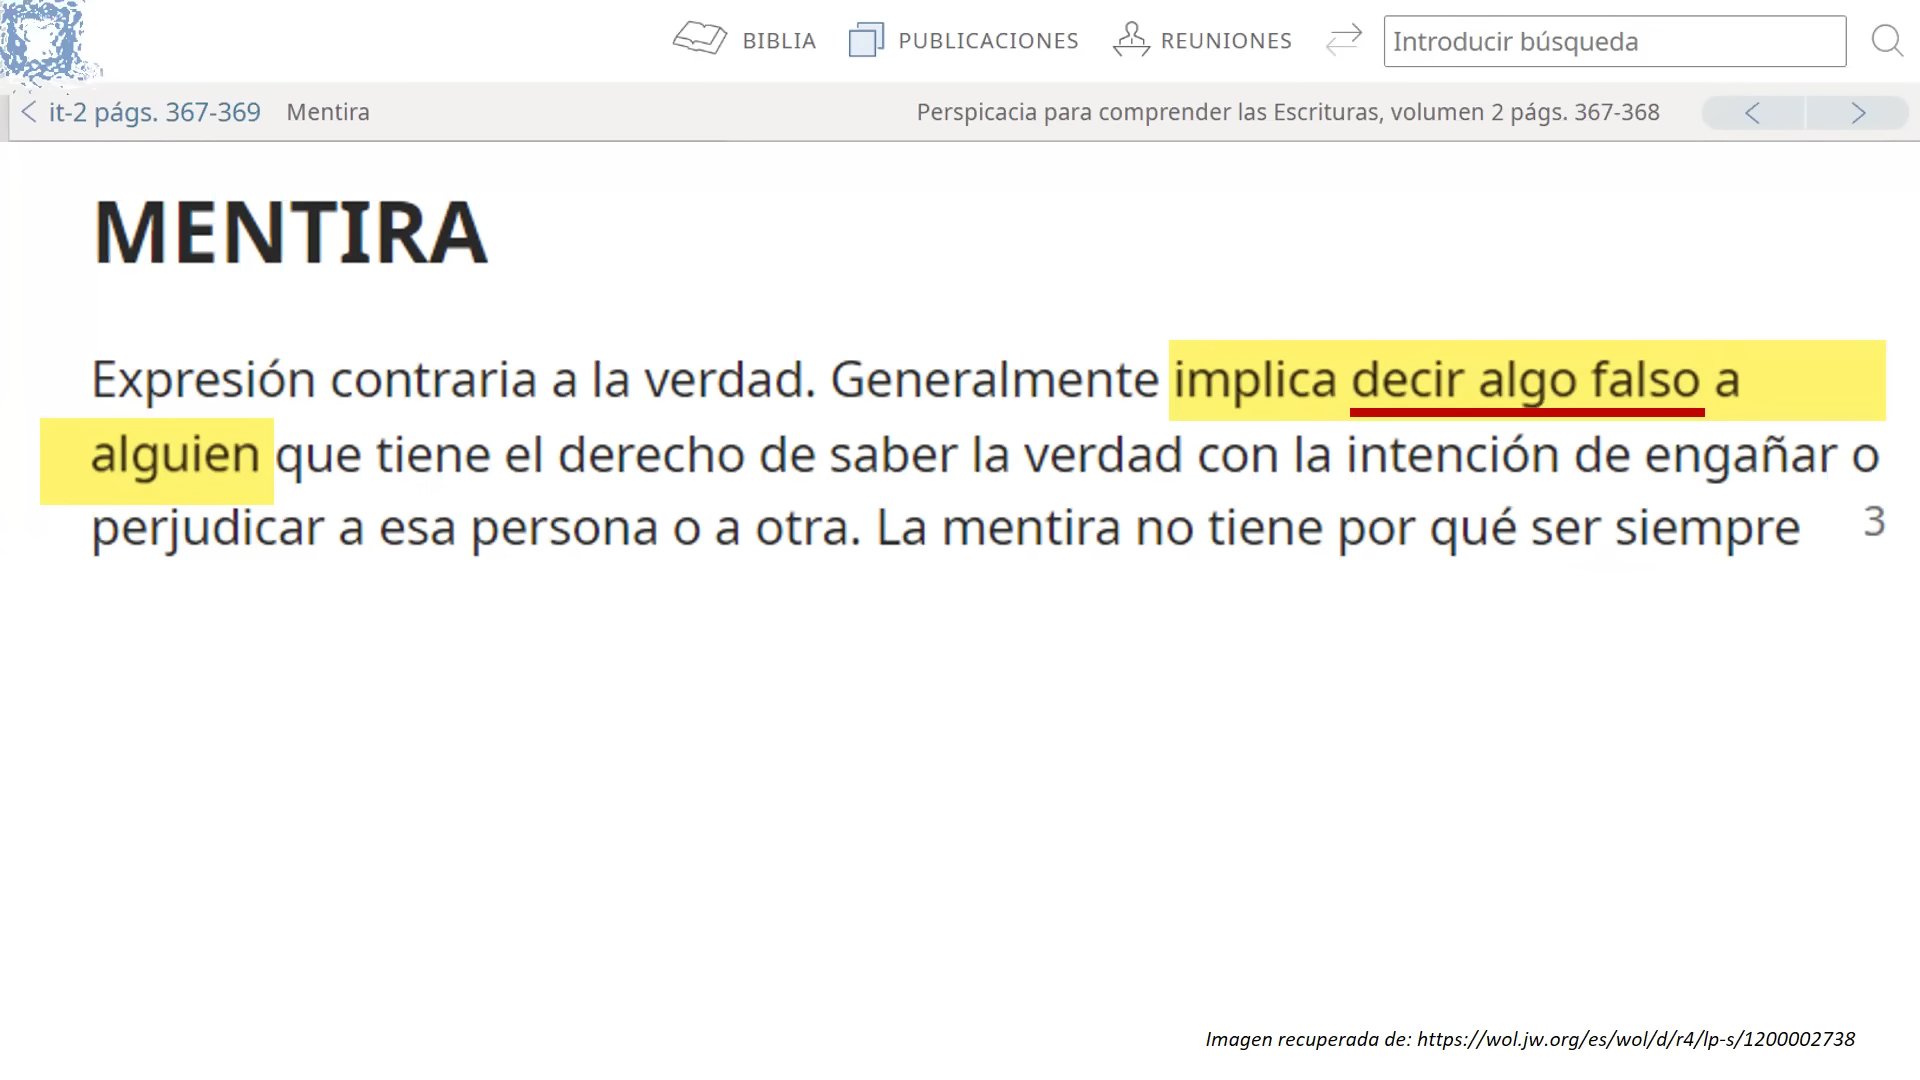 BIBLIA PUBLICACIONES REUNIONES Introducir búsqueda
it-2 págs. 367-369 Mentira Perspicacia para comprender las Escrituras, volumen 2 págs. 367-368
MENTIRA
Expresión contraria a la verdad. Generalmente implica decir algo falso a
alguien que tiene el derecho de saber la verdad con la intención de engañar o
perjudicar a esa persona o a otra. La mentira no tiene por qué ser siempre 3
Imagen recuperada de: https://wol.jw.org/es/wol/d/r4/lp-s/1200002738